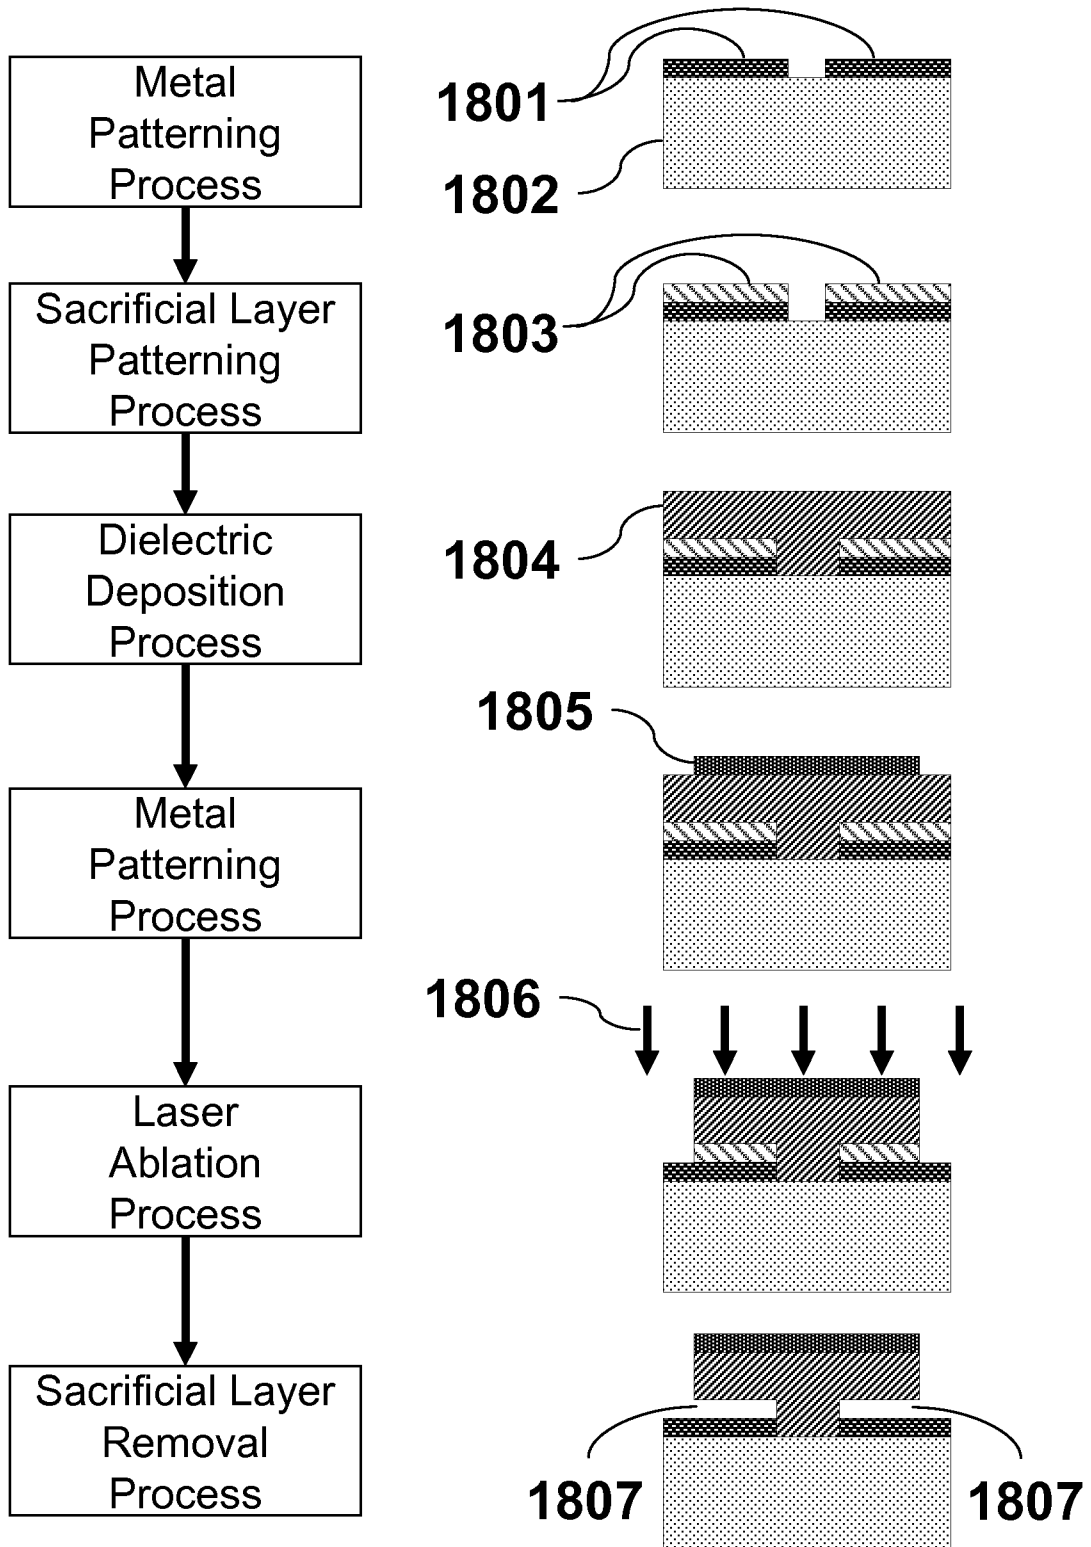 Metal
Patterning
Process
1801
1802
Sacrificial Layer
Patterning
Process
1803
Dielectric
Deposition
Process
1804
1805
Metal
Patterning
Process
1806
Laser
Ablation
Process
Sacrificial Layer
Removal
Process
1807
1807